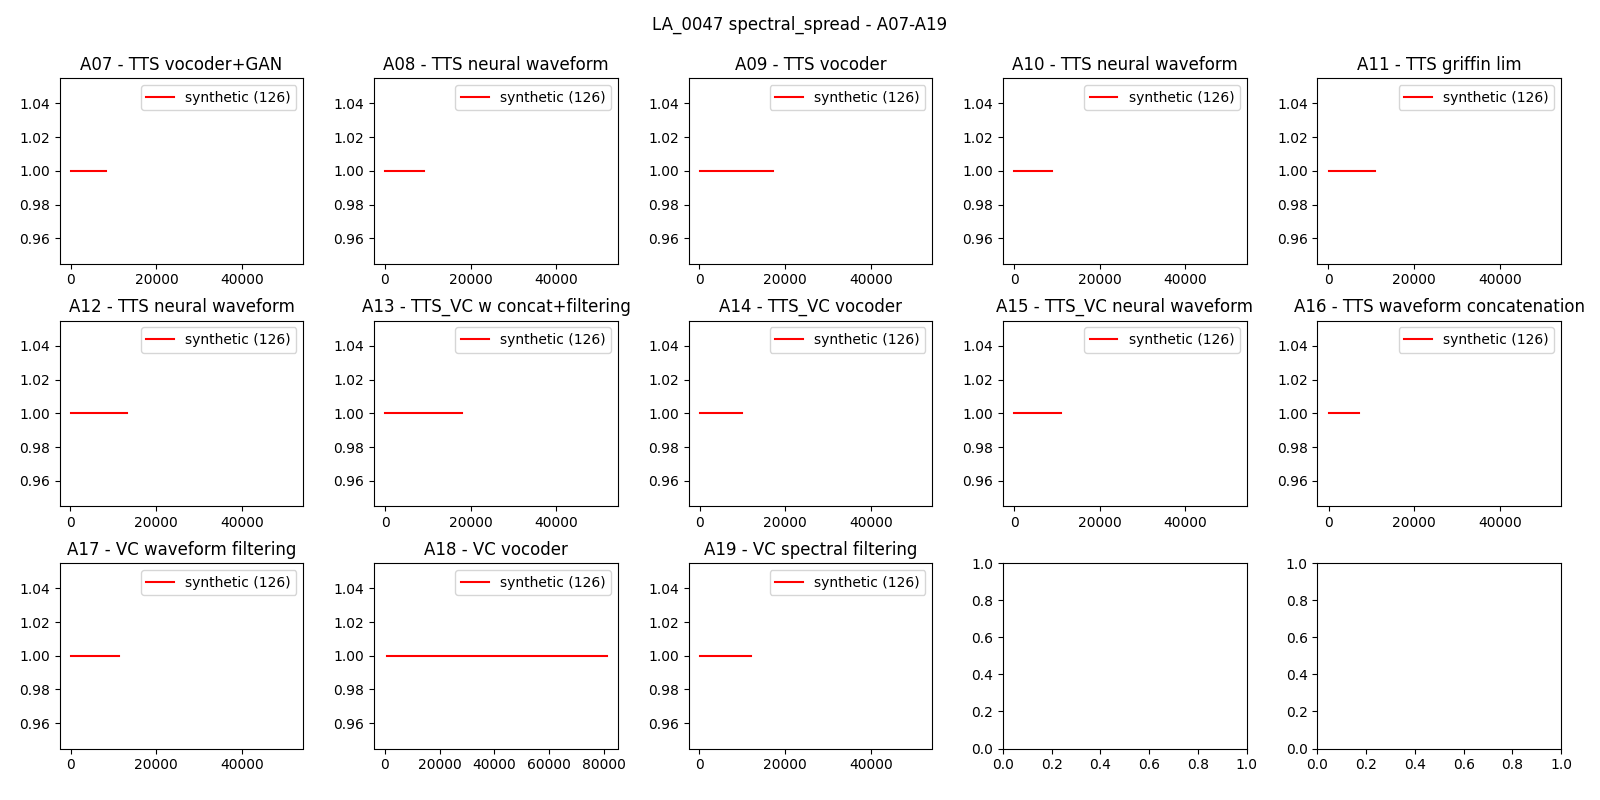 LA_0047 spectral_spread - A07-A19
A07 - TTS vocoder+GAN
A08 - TTS neural waveform
A09 - TTS vocoder
A10 - TTS neural waveform
A11 - TTS griffin lim
synthetic (126)
synthetic (126)
synthetic (126)
synthetic (126)
synthetic (126)
1.04
1.02
1.00
0.98
0.96
1.04
1.02
1.00
0.98
0.96
1.04
1.02
1.00
0.98
0.96
1.04
1.02
1.00
0.98
0.96
1.04
1.02
1.00
0.98
0.96
0 20000 40000
0 20000 40000
0 20000 40000
0 20000 40000
0 20000 40000
A12 - TTS neural waveform
A13 - TTS_VC w concat+filtering
A14 - TTS_VC vocoder
A15 - TTS_VC neural waveform
A16 - TTS waveform concatenation
synthetic (126)
synthetic (126)
synthetic (126)
synthetic (126)
synthetic (126)
1.04
1.02
1.00
0.98
0.96
1.04
1.02
1.00
0.98
0.96
1.04
1.02
1.00
0.98
0.96
1.04
1.02
1.00
0.98
0.96
1.04
1.02
1.00
0.98
0.96
0 20000 40000
0 20000 40000
0 20000 40000
0 20000 40000
0 20000 40000
A17 - VC waveform filtering
A18 - VC vocoder
A19 - VC spectral filtering
synthetic (126)
synthetic (126)
synthetic (126)
1.04
1.02
1.00
0.98
0.96
1.04
1.02
1.00
0.98
0.96
1.04
1.02
1.00
0.98
0.96
1.0
0.8
0.6
0.4
0.2
0.0
1.0
0.8
0.6
0.4
0.2
0.0
0 20000 40000
0 20000 40000 60000 80000
0 20000 40000
0.0 0.2 0.4 0.6 0.8 1.0
0.0 0.2 0.4 0.6 0.8 1.0